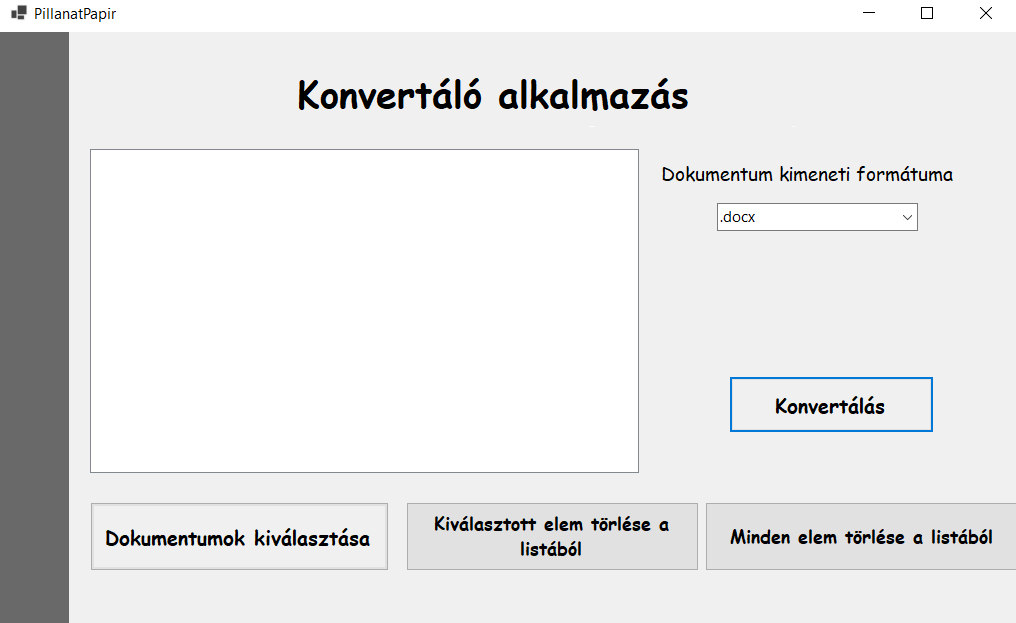 PillanatPapir
Konvertáló alkalmazás
Dokumentum kimeneti formátuma
.docx
Konvertálás
Dokumentumok kiválasztása
Kiválasztott elem törlése a
listából
Minden elem törlése a listából